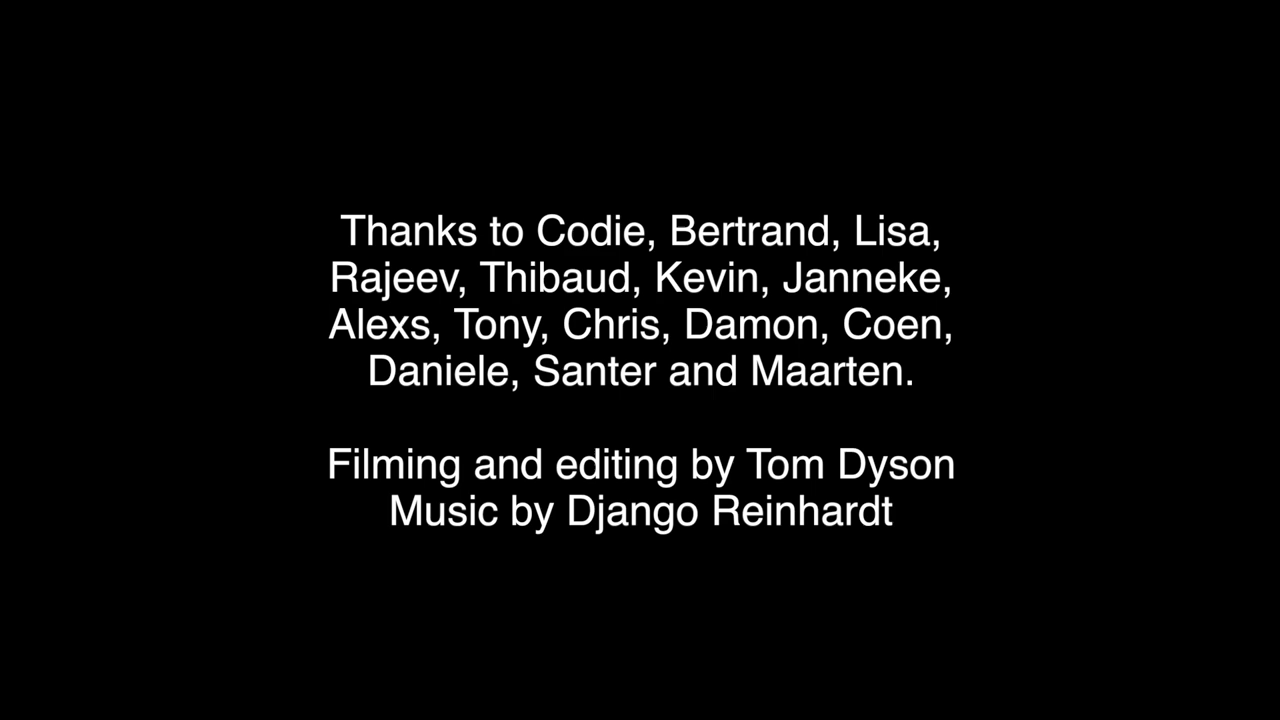 Thanks to Codie, Bertrand, Lisa,
Rajeev, Thibaud, Kevin, Janneke,
Alexs, Tony, Chris, Damon, Coen,
Daniele, Santer and Maarten.
Filming and editing by Tom Dyson
Music by Django Reinhardt